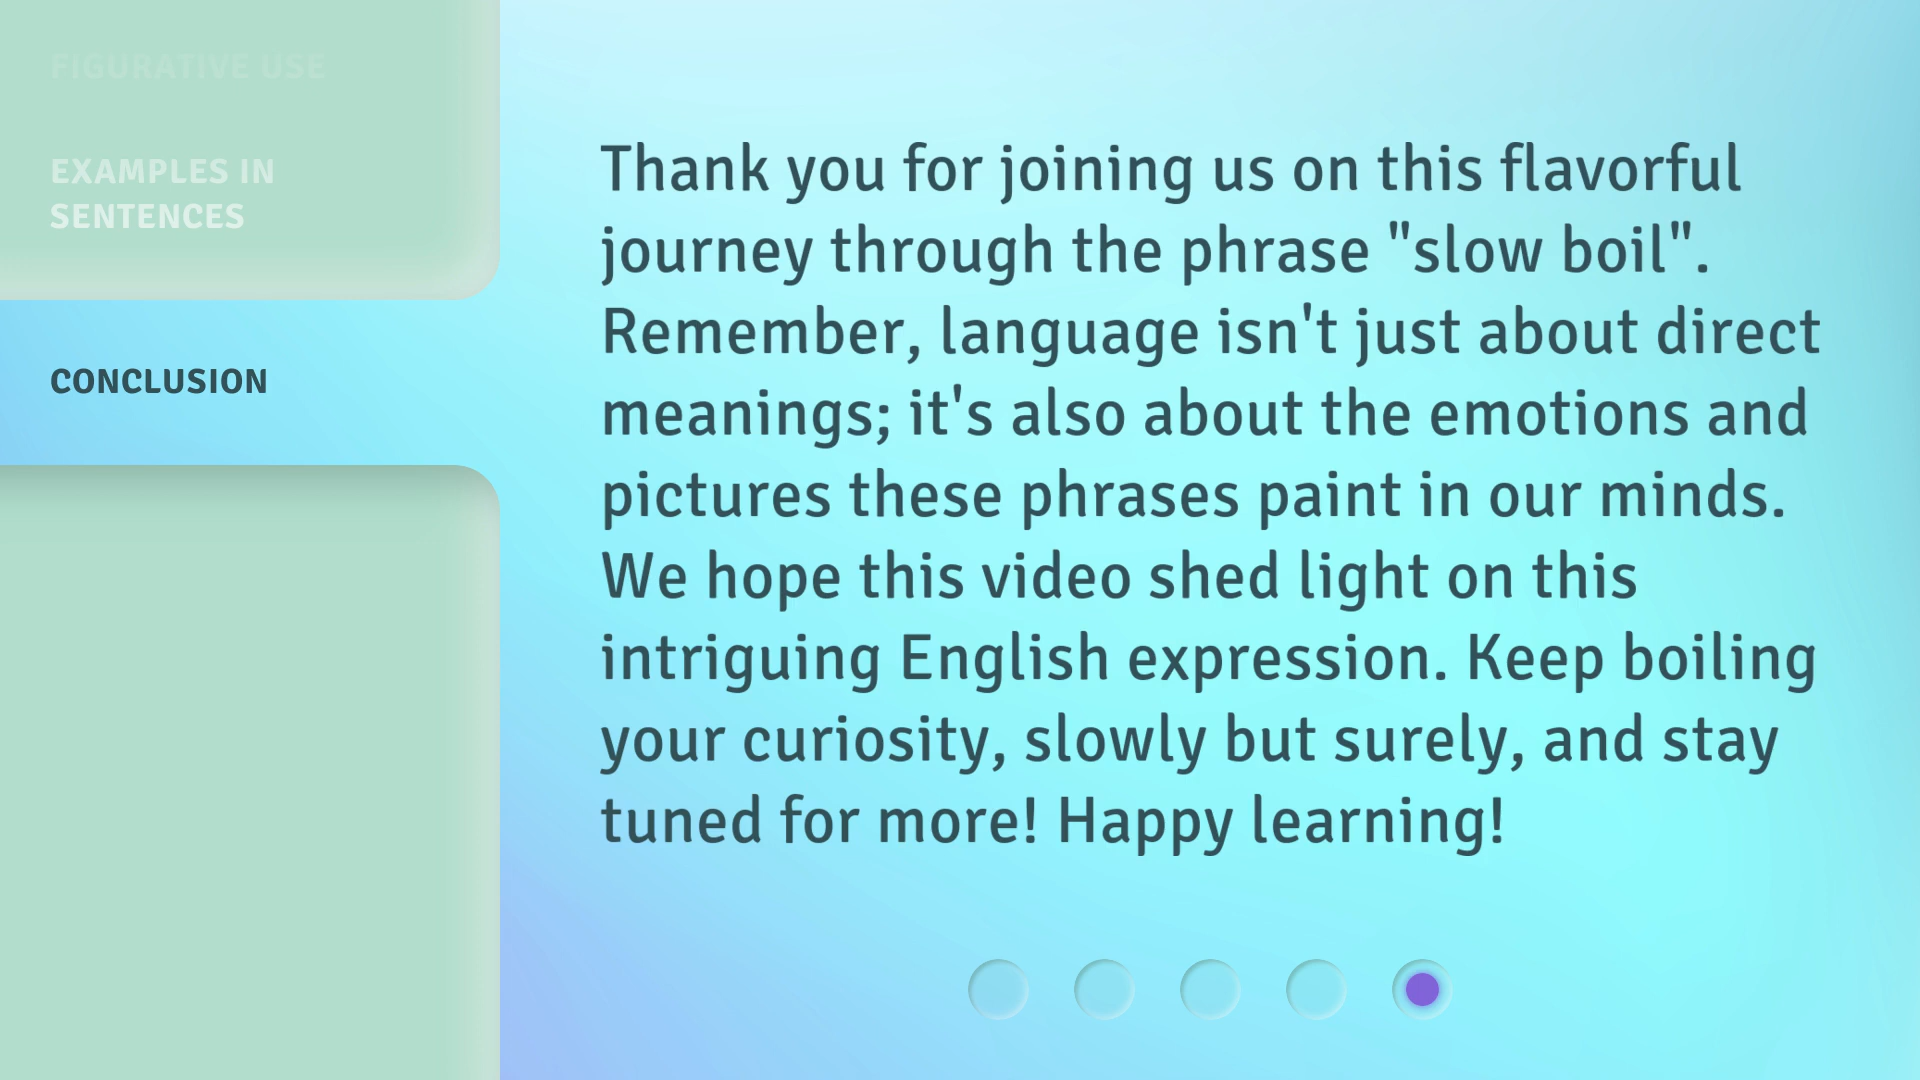 FIGURATIVE USE
EXAMPLES IN
SENTENCES
CONCLUSION
Thank you for joining us on this flavorful
journey through the phrase "slow boil".
Remember, language isn't just about direct
meanings; it's also about the emotions and
pictures these phrases paint in our minds.
We hope this video shed light on this
intriguing English expression. Keep boiling
your curiosity, slowly but surely, and stay
tuned for more! Happy learning!